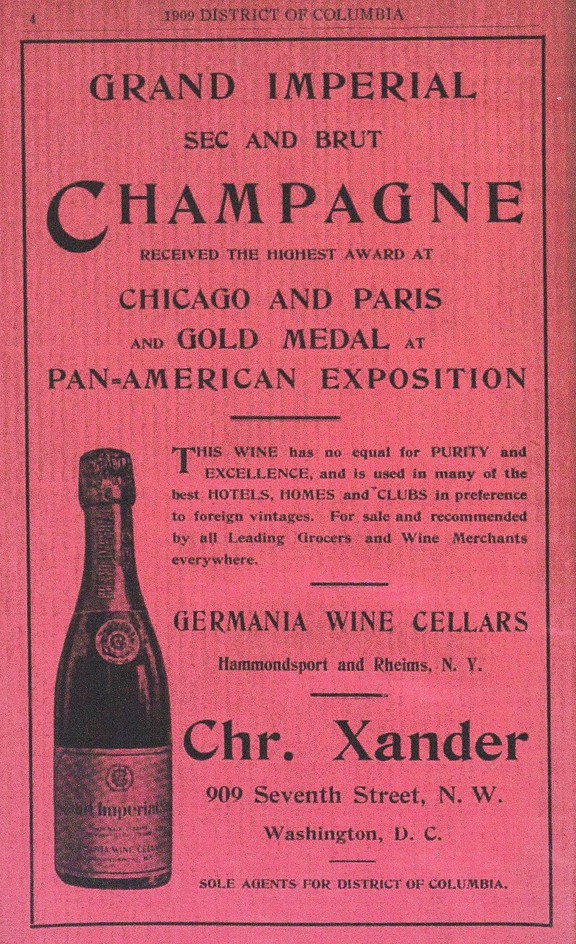 4
1909 DISTRICT OF COLUMBIA
GRAND IMPERIAL
SEC AND BRUT
CHAMPAGNE
RECEIVED THE HIGHEST AWARD AT
CHICAGO AND PARIS
AND GOLD MEDAL AT
PAN=AMERICAN EXPOSITION
THIS WINE has no equal for PURITY and
EXCELLENCE, and is used in many of the
best HOTELS, HOMES and CLUBS in preference
to foreign vintages. For sale and recommended
by all Leading Grocers and Wine Merchants
everywhere.
GERMANIA WINE CELLARS
Hammondsport and Rheims, N. Y.
Chr. Xander
909 Seventh Street, N. W.
Washington, D. C.
SOLE AGENTS FOR DISTRICT OF COLUMBIA.
Imperial
WINE